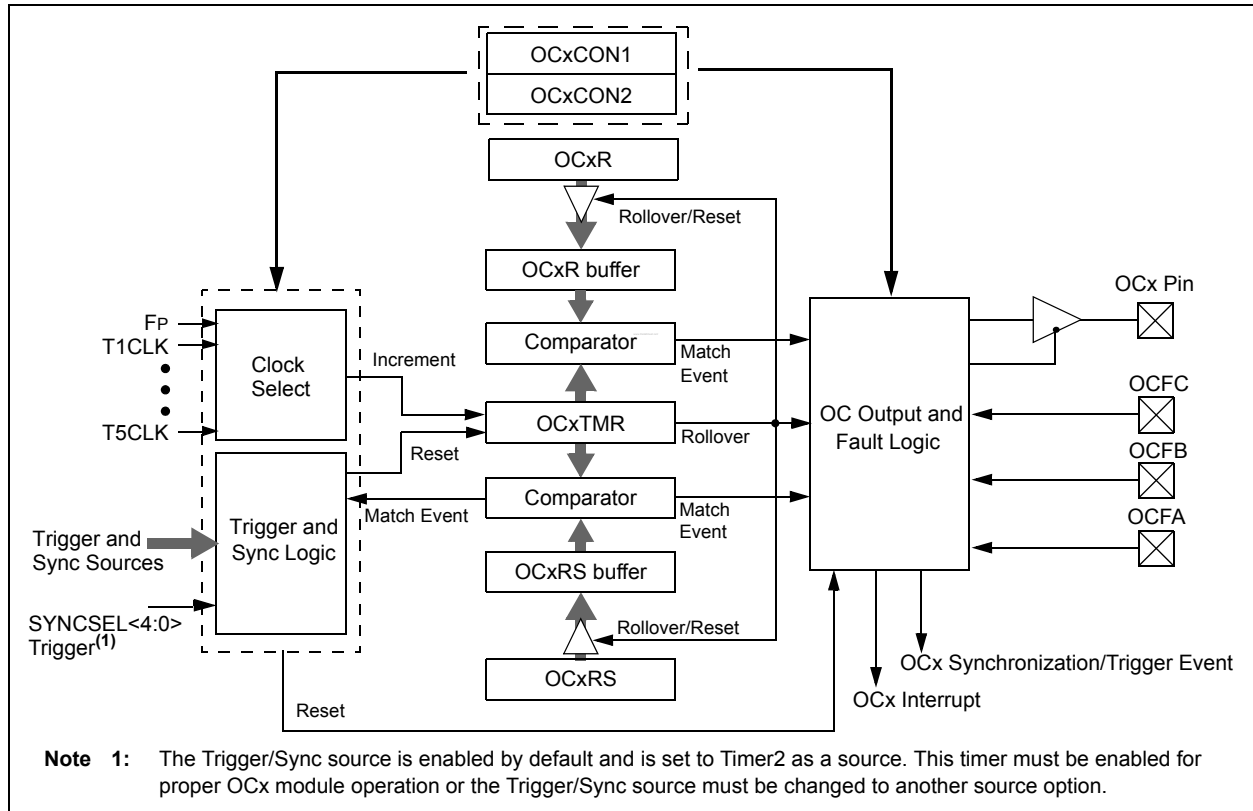 OCxCON1
OCxCON2
OCxR
Rollover/Reset
OCxR buffer
OCx Pin
FP
T1CLK
T5CLK
Clock
Select
Increment
Comparator
Match
Event
OCFC
OCxTMR
Rollover
OC Output and
Fault Logic
Reset
OCFB
Trigger and
Sync Logic
Match Event
Comparator
Match
Event
OCFA
Trigger and
Sync Sources
OCxRS buffer
SYNCSEL<4:0>
Trigger(1)
Rollover/Reset
OCxRS
OCx Synchronization/Trigger Event
OCx Interrupt
Reset
Note 1: The Trigger/Sync source is enabled by default and is set to Timer2 as a source. This timer must be enabled for
proper OCx module operation or the Trigger/Sync source must be changed to another source option.